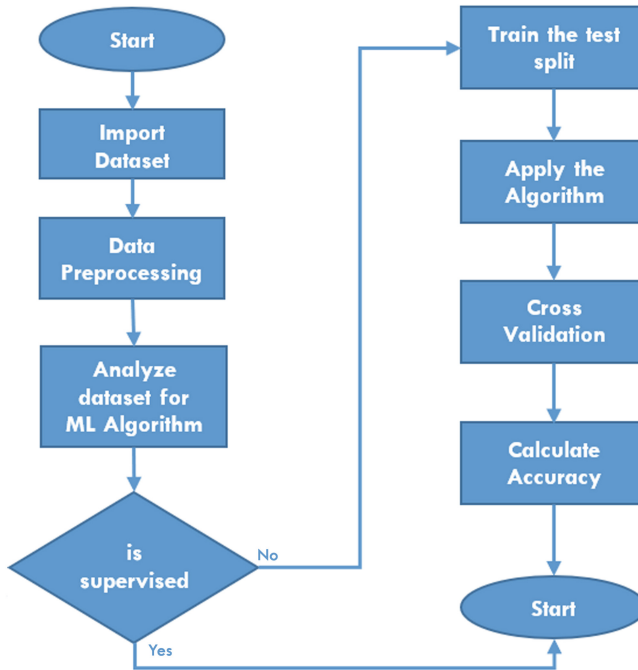 Start
Import
Dataset
Data
Preprocessing
Analyze
dataset for
ML Algorithm
is
supervised
No
Yes
Train the test
split
Apply the
Algorithm
Cross
Validation
Calculate
Accuracy
Start